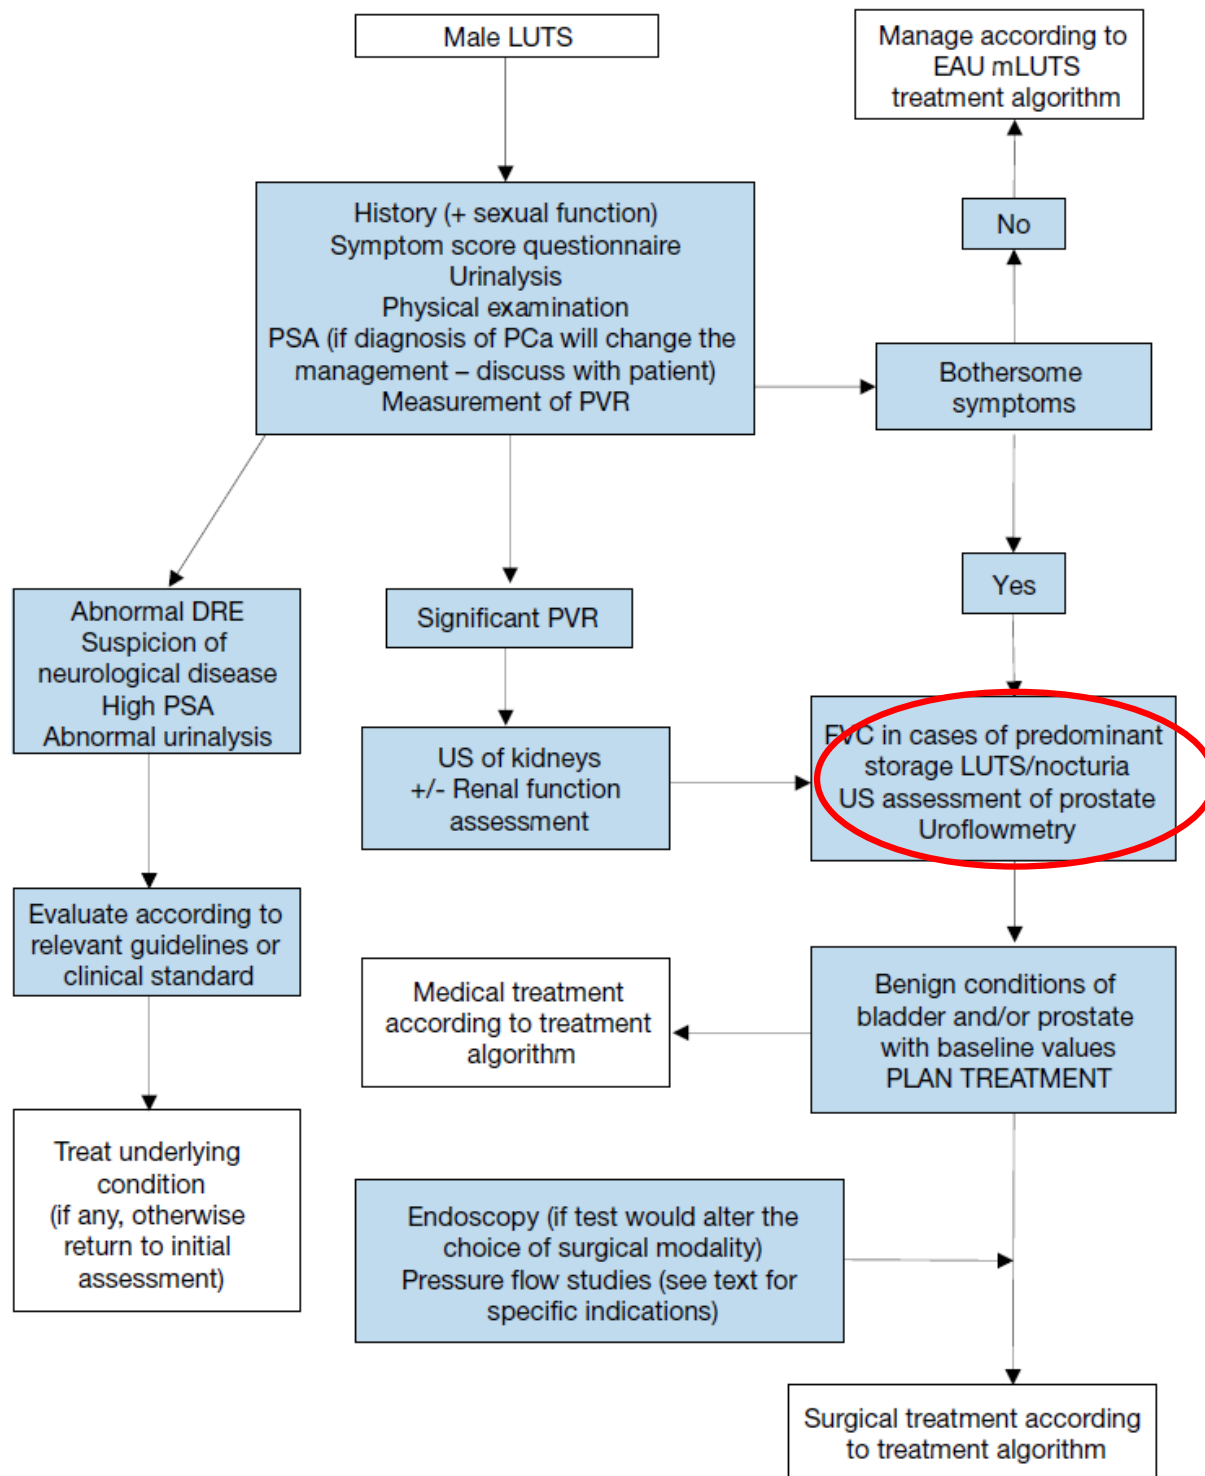 Male LUTS
Manage according to
EAU mLUTS
treatment algorithm
History (+ sexual function)
Symptom score questionnaire
Urinalysis
Physical examination
PSA (if diagnosis of PCa will change the
management – discuss with patient)
Measurement of PVR
No
Bothersome
symptoms
Yes
Abnormal DRE
Suspicion of
neurological disease
High PSA
Abnormal urinalysis
Significant PVR
US of kidneys
+/- Renal function
assessment
FVC in cases of predominant
storage LUTS/nocturia
US assessment of prostate
Uroflowmetry
Evaluate according to
relevant guidelines or
clinical standard
Medical treatment
according to treatment
algorithm
Benign conditions of
bladder and/or prostate
with baseline values
PLAN TREATMENT
Treat underlying
condition
(if any, otherwise
return to initial
assessment)
Endoscopy (if test would alter the
choice of surgical modality)
Pressure flow studies (see text for
specific indications)
Surgical treatment according
to treatment algorithm